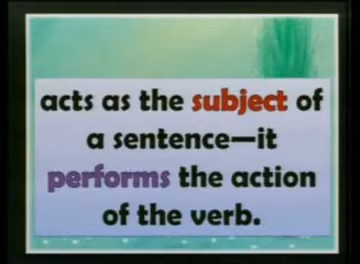 acts as the subject of
a sentence—it
performs the action
of the verb.